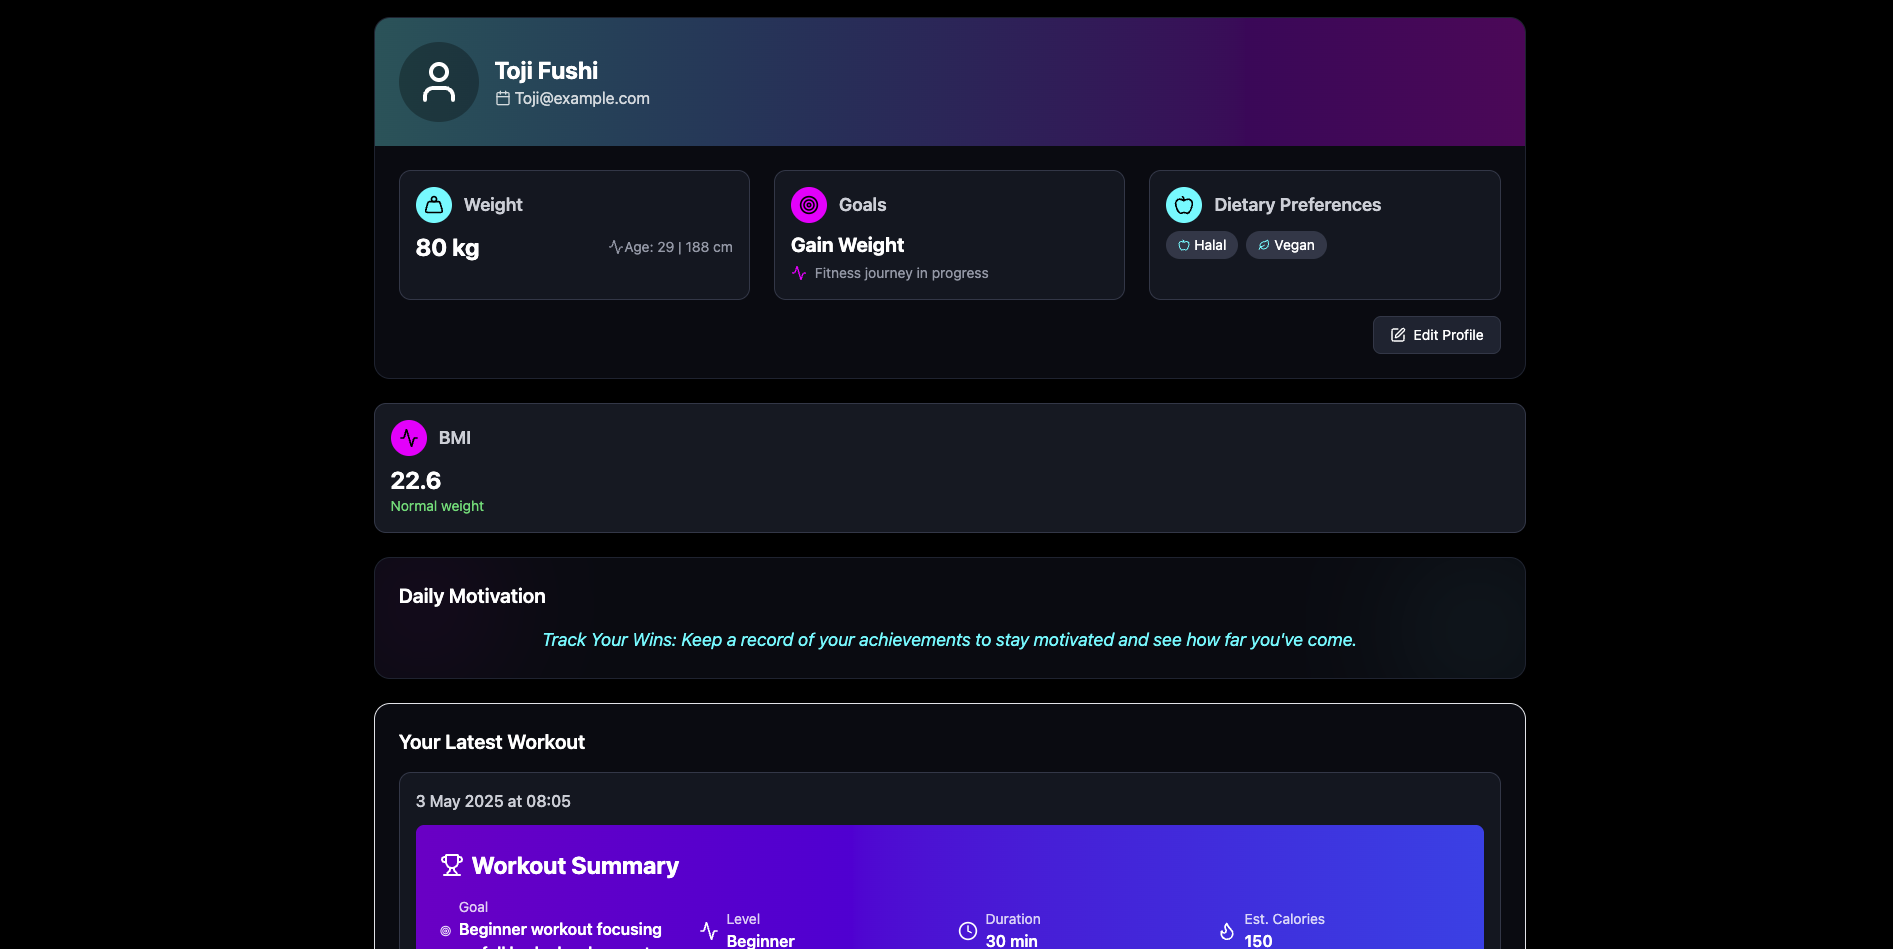 Toji Fushi
Toji@example.com
Weight
80 kg
Age: 29 | 188 cm
Goals
Gain Weight
Fitness journey in progress
Dietary Preferences
Halal
Vegan
Edit Profile
BMI
22.6
Normal weight
Daily Motivation
Track Your Wins: Keep a record of your achievements to stay motivated and see how far you've come.
Your Latest Workout
3 May 2025 at 08:05
Workout Summary
Goal
Beginner workout focusing
Level
Beginner
Duration
30 min
Est. Calories
150